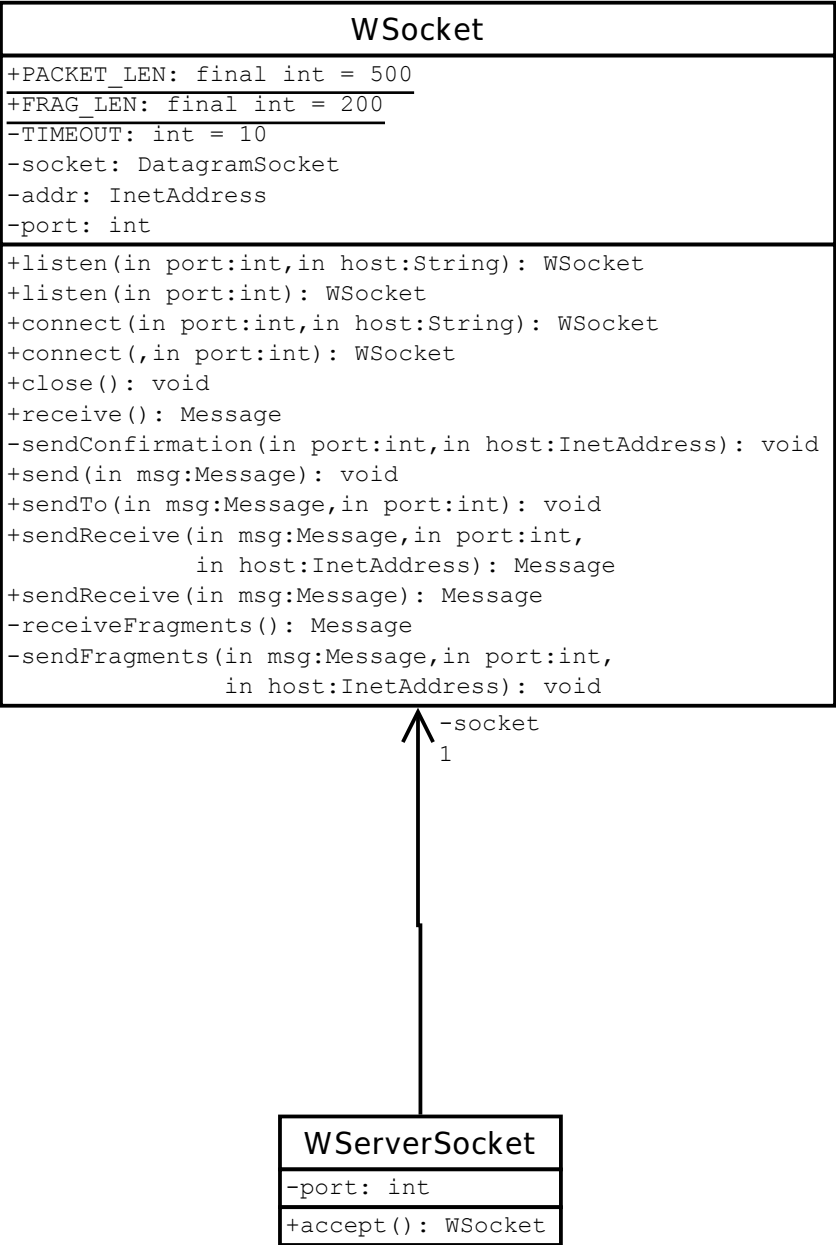 WSocket
+PACKET_LEN: final int = 500
+FRAG_LEN: final int = 200
-TIMEOUT: int = 10
-socket: DatagramSocket
-addr: InetAddress
-port: int
+listen(in port:int,in host:String): WSocket
+listen(in port:int): WSocket
+connect(in port:int,in host:String): WSocket
+connect(,in port:int): WSocket
+close(): void
+receive(): Message
-sendConfirmation(in port:int,in host:InetAddress): void
+send(in msg:Message): void
+sendTo(in msg:Message,in port:int): void
+sendReceive(in msg:Message,in port:int,
in host:InetAddress): Message
+sendReceive(in msg:Message): Message
-receiveFragments(): Message
-sendFragments(in msg:Message,in port:int,
in host:InetAddress): void
-socket
1
WServerSocket
-port: int
+accept(): WSocket